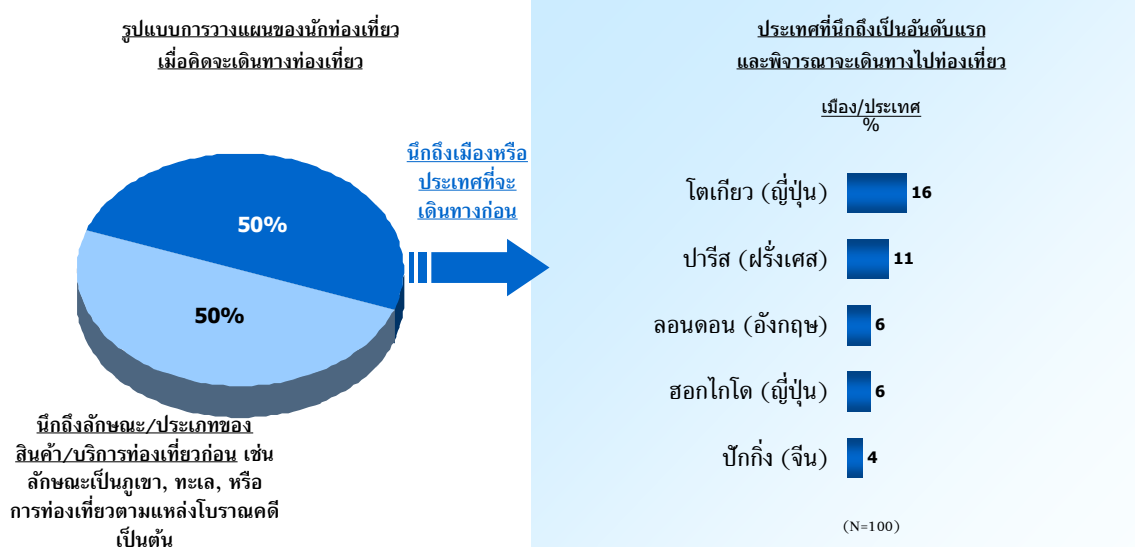 รูปแบบการวางแผนของนักท่องเที่ยว
เมื่อคิดจะเดินทางท่องเที่ยว
50%
50%
นึกถึงเมืองหรือ
ประเทศที่จะ
เดินทางก่อน
นึกถึงลักษณะ/ประเภทของ
สินค้า/บริการท่องเที่ยวก่อน เช่น
ลักษณะเป็นภูเขา, ทะเล, หรือ
การท่องเที่ยวตามแหล่งโบราณคดี
เป็นต้น
ประเทศที่นึกถึงเป็นอันดับแรก
และพิจารณาจะเดินทางไปท่องเที่ยว
เมือง/ประเทศ
%
โตเกียว (ญี่ปุ่น) 16
ปารีส (ฝรั่งเศส) 11
ลอนดอน (อังกฤษ) 6
ฮอกไกโด (ญี่ปุ่น) 6
ปักกิ่ง (จีน) 4
(N=100)